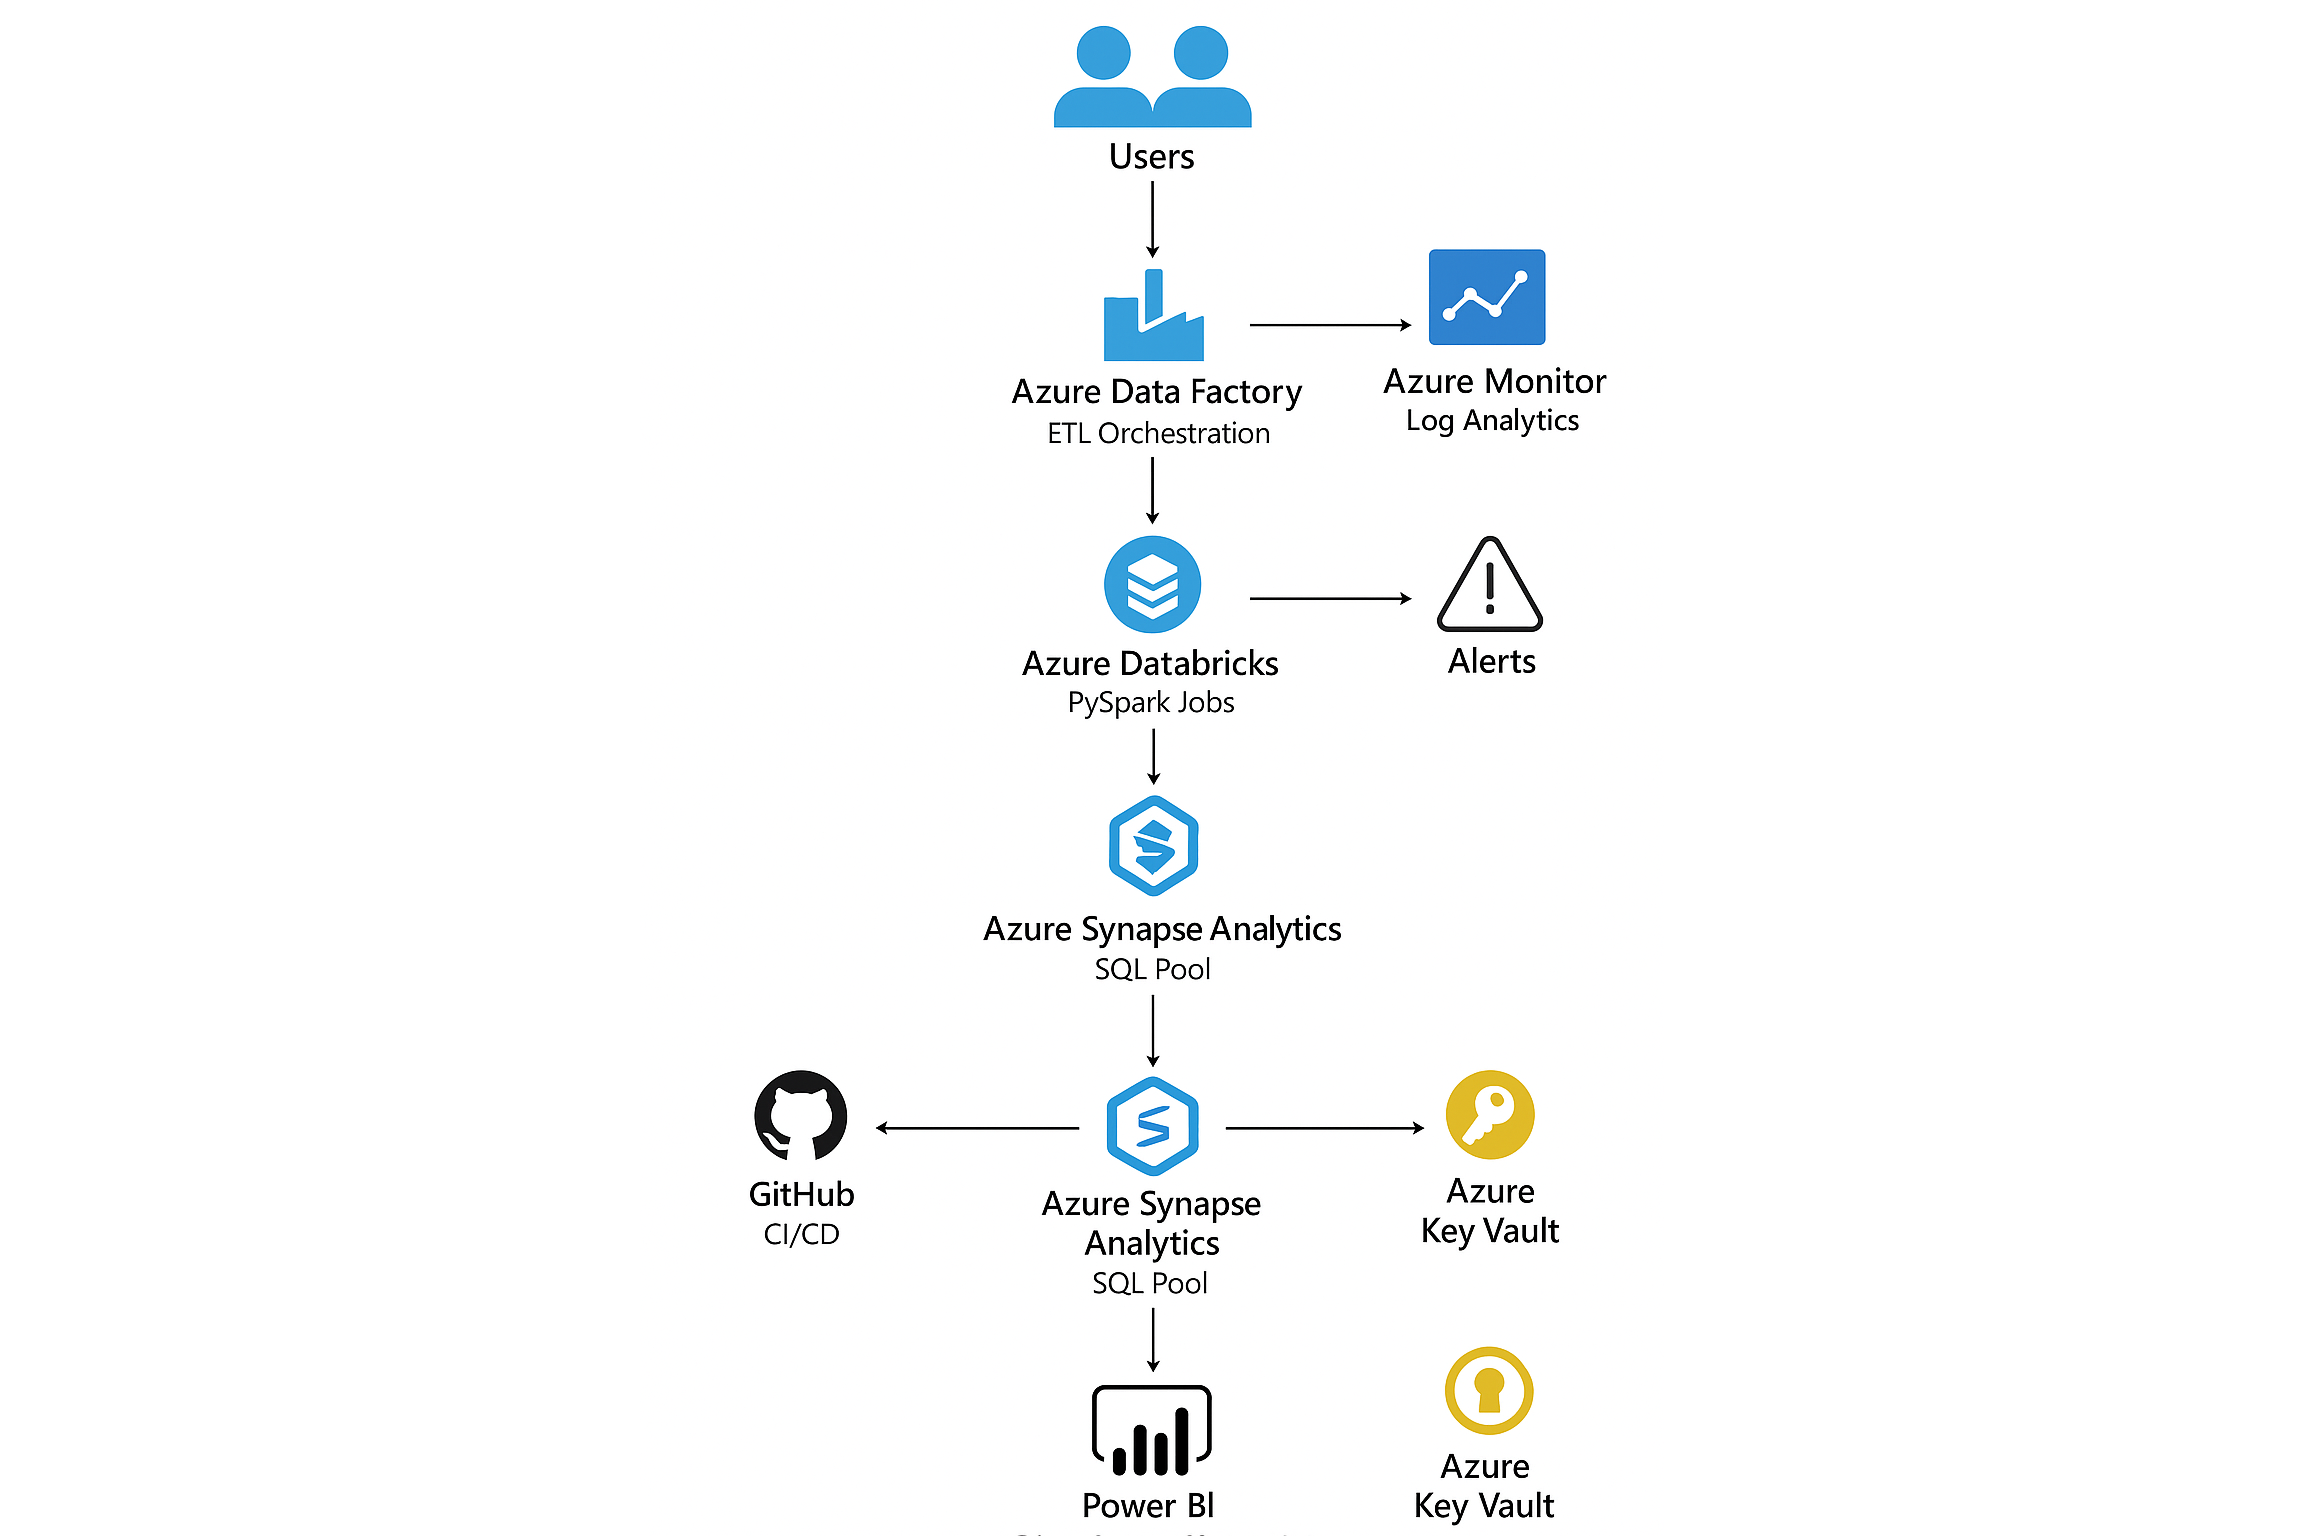 Users
Azure Data Factory
ETL Orchestration
Azure Monitor
Log Analytics
Azure Databricks
PySpark Jobs
Alerts
Azure Synapse Analytics
SQL Pool
GitHub
CI/CD
Azure Synapse
Analytics
SQL Pool
Azure
Key Vault
Power BI
Azure
Key Vault